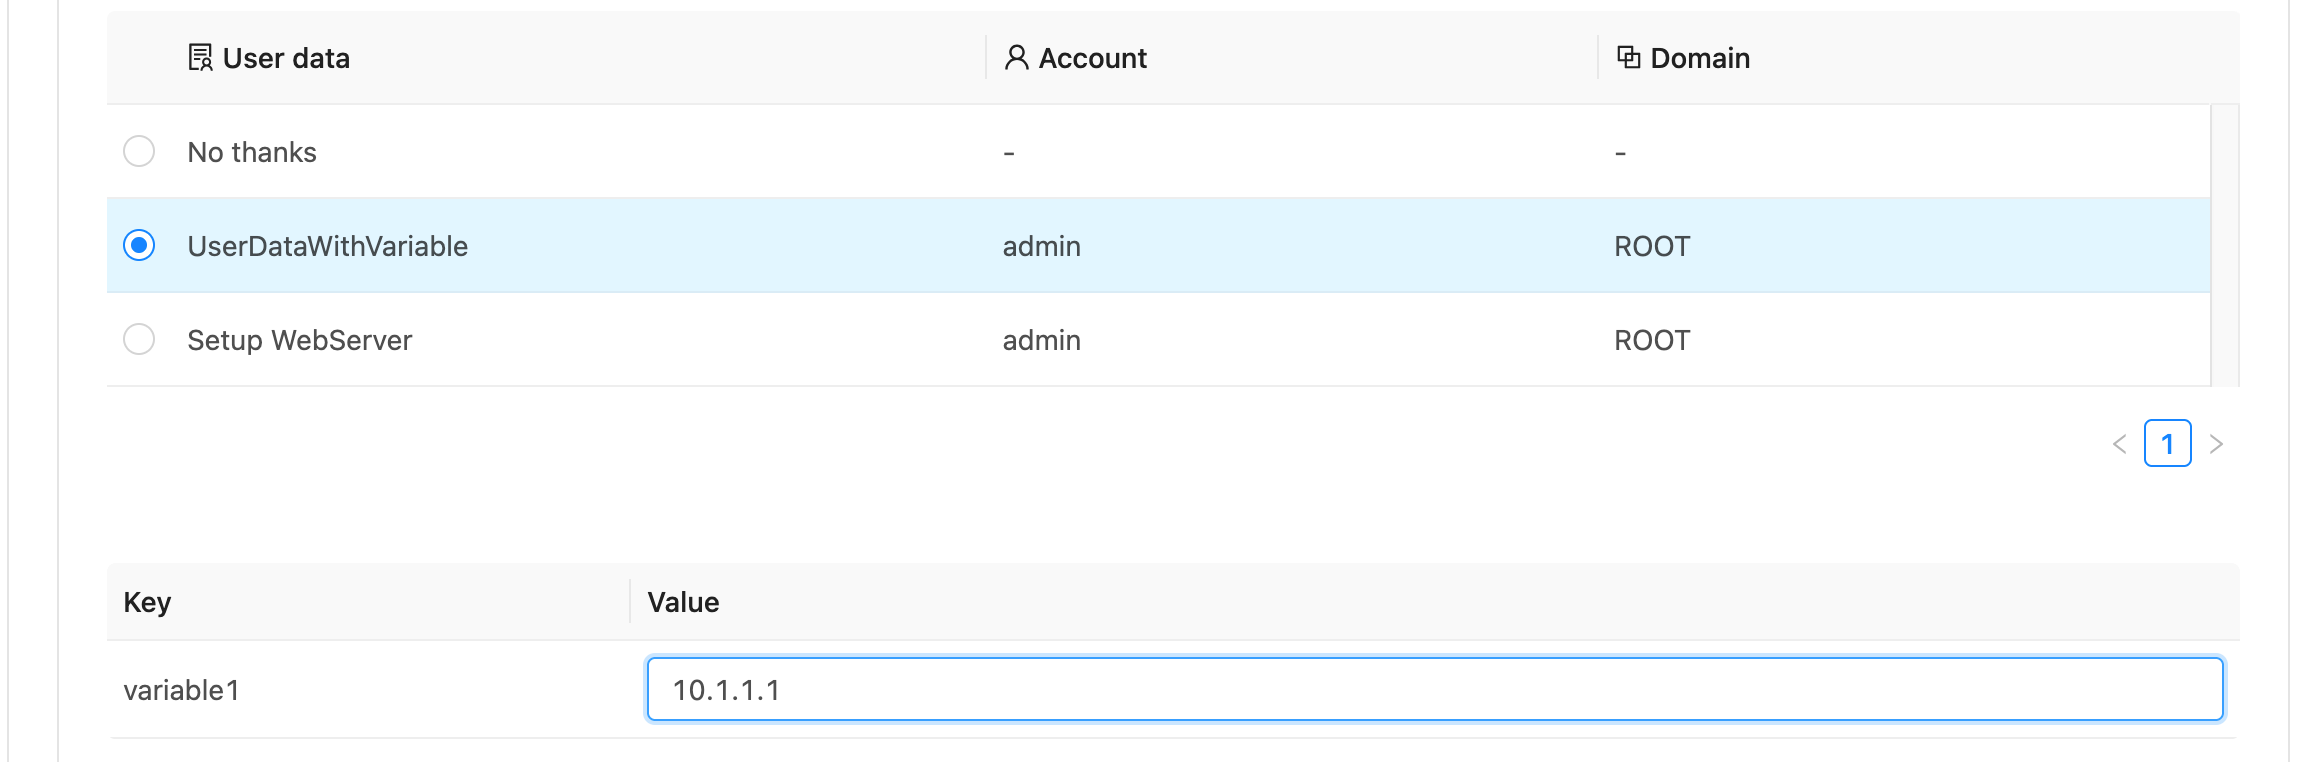 User data Account Domain
No thanks - -
UserDataWithVariable admin ROOT
Setup WebServer admin ROOT
< 1 >
Key Value
variable1 10.1.1.1